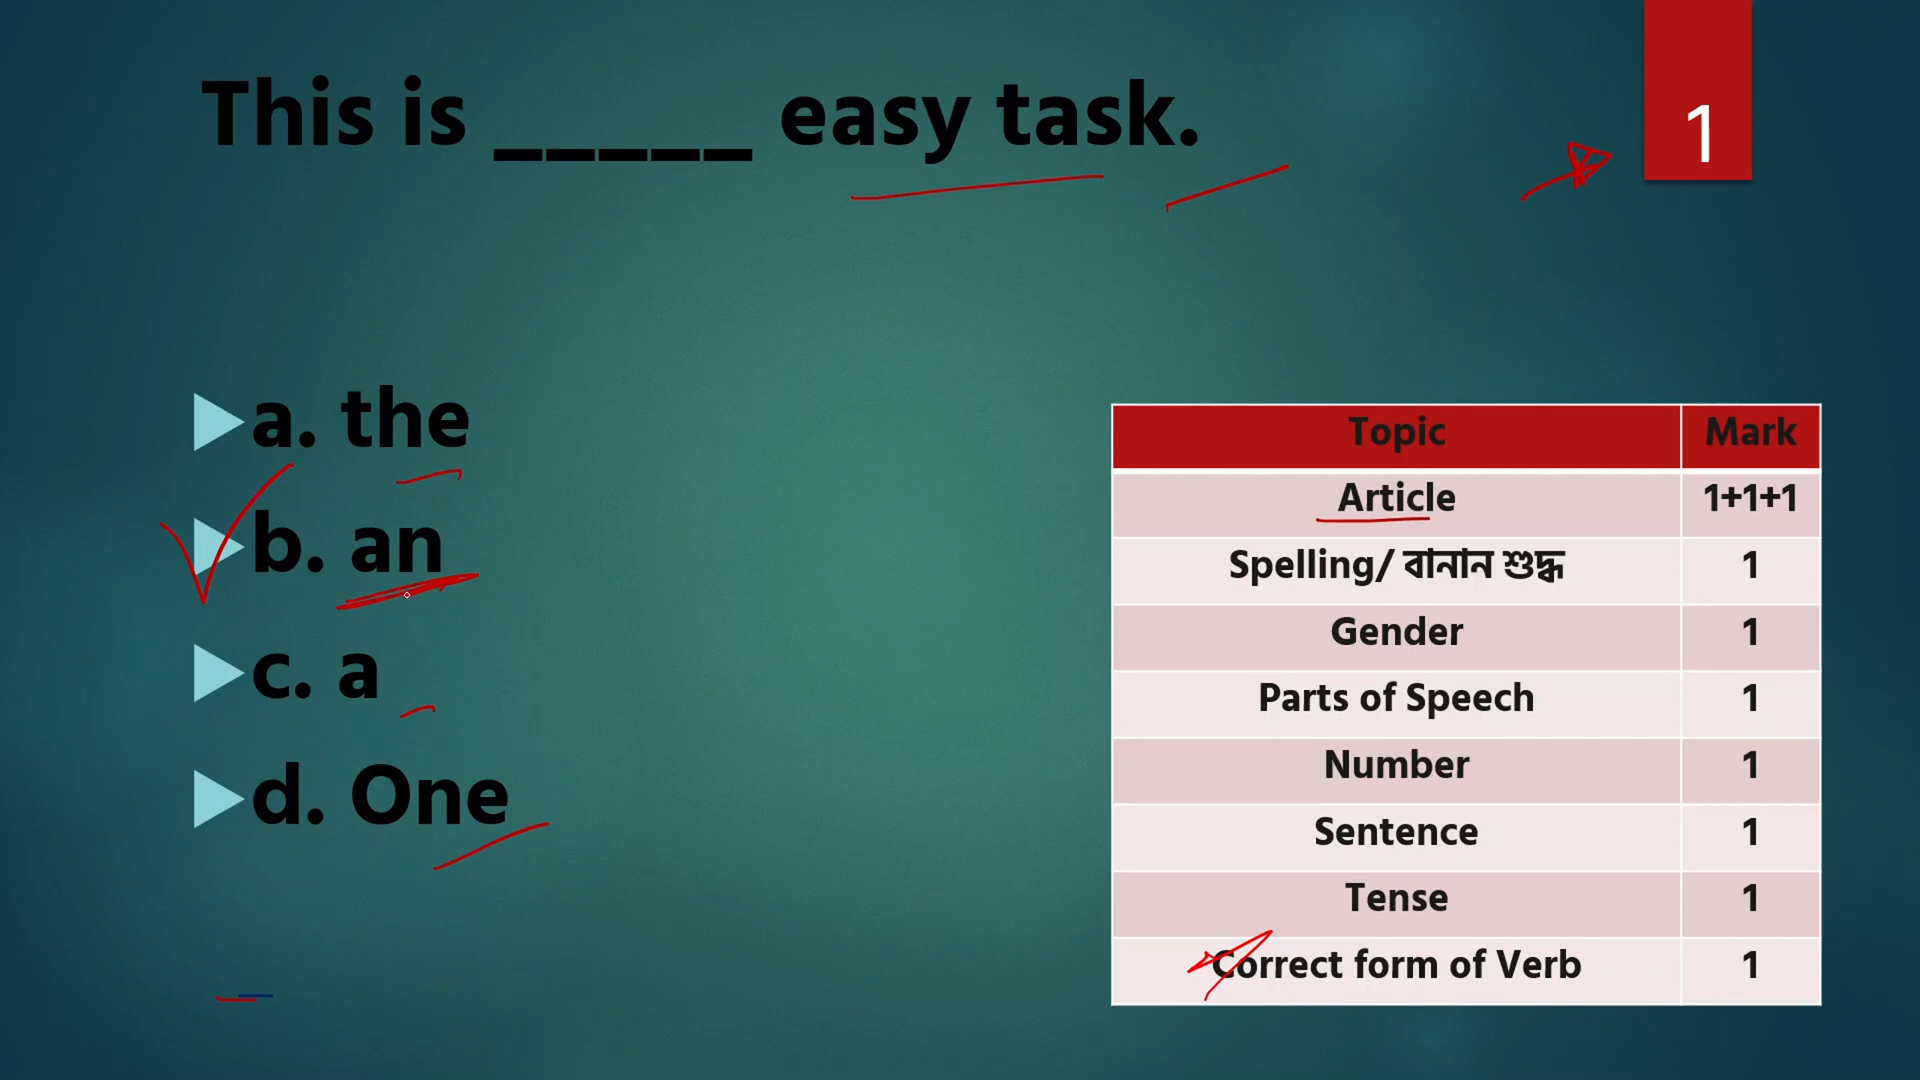 This is _____ easy task.
1
a. the
b. an
c. a
d. One
Topic Mark
Article 1+1+1
Spelling/ বানান শুদ্ধ 1
Gender 1
Parts of Speech 1
Number 1
Sentence 1
Tense 1
Correct form of Verb 1